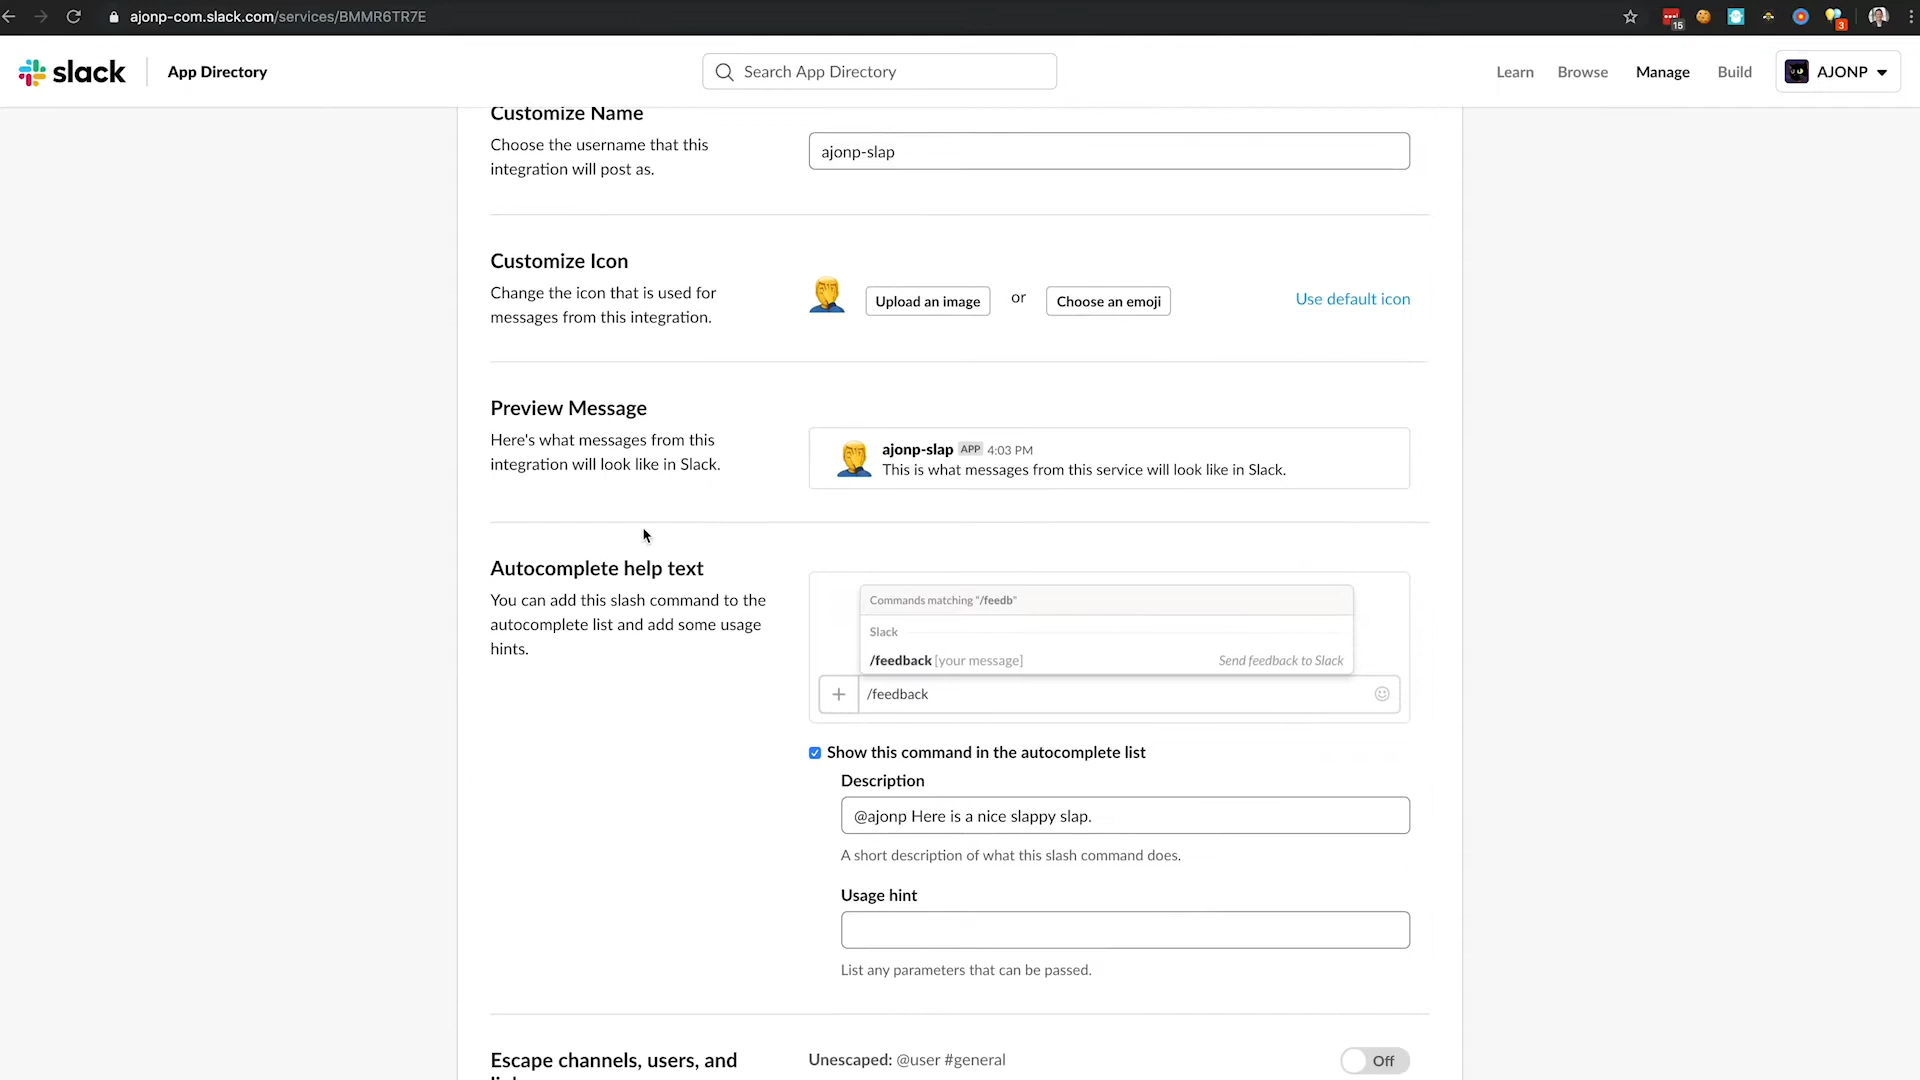 ajonp-com.slack.com/services/BMMR6TR7E
15
3
slack
App Directory
Search App Directory
Learn
Browse
Manage
Build
AJONP
Customize Name
Choose the username that this
integration will post as.
ajonp-slap
Customize Icon
Change the icon that is used for
messages from this integration.
Upload an image
or
Choose an emoji
Use default icon
Preview Message
Here's what messages from this
integration will look like in Slack.
ajonp-slap APP 4:03 PM
This is what messages from this service will look like in Slack.
Autocomplete help text
You can add this slash command to the
autocomplete list and add some usage
hints.
Commands matching "/feedb"
Slack
/feedback [your message]
Send feedback to Slack
/feedback
Show this command in the autocomplete list
Description
@ajonp Here is a nice slappy slap.
A short description of what this slash command does.
Usage hint
List any parameters that can be passed.
Escape channels, users, and
Unescaped: @user #general
Off